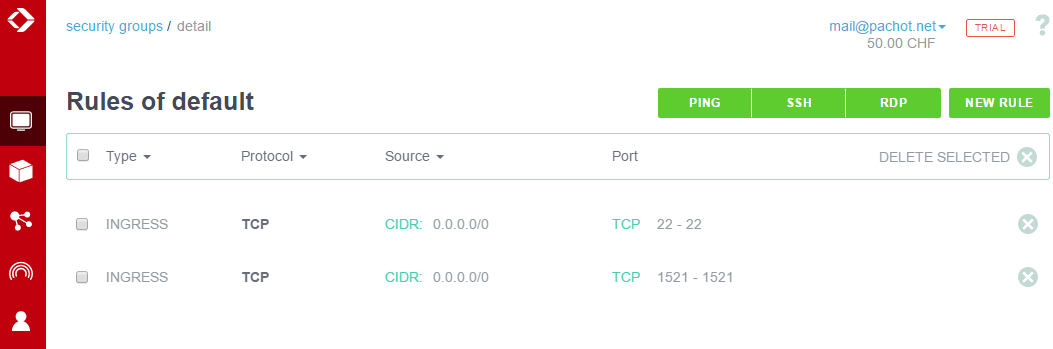 security groups / detail
mail@pachot.net TRIAL ?
50.00 CHF
Rules of default
PING SSH RDP NEW RULE
Type Protocol Source Port DELETE SELECTED
INGRESS TCP CIDR: 0.0.0.0/0 TCP 22 - 22
INGRESS TCP CIDR: 0.0.0.0/0 TCP 1521 - 1521